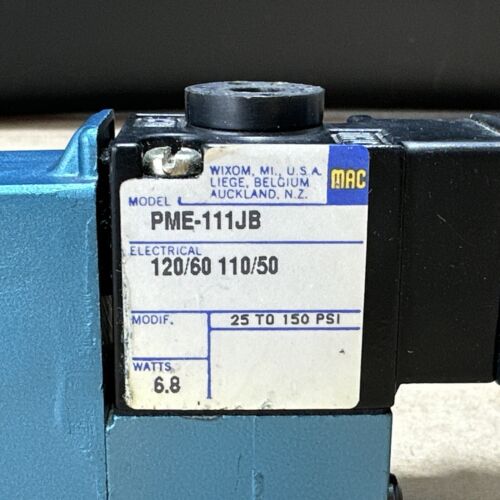 WIXOM, MI., U.S.A.
LIEGE, BELGIUM
AUCKLAND, N.Z.
MAC
MODEL
PME-111JB
ELECTRICAL
120/60 110/50
MODIF.
25 TO 150 PSI
WATTS
6.8